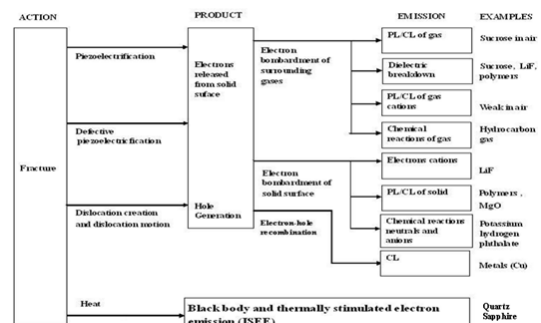 ACTION
PRODUCT
EMISSION
EXAMPLES
Fracture
Piezoelectrification
Defective
piezoelectricfication
Dislocation creation
and dislocation motion
Heat
Electrons
released
from solid
suface
Hole
Generation
Electron
bombardment of
surrounding
gases
Electron
bombardment of
solid surface
Electron-hole
recombination
PL/CL of gas
Sucrose in air
Dielectric
breakdown
Sucrose, LiF,
polymers
PL/CL of gas
cations
Weak in air
Chemical
reactions of gas
Hydrocarbon
gas
Electrons cations
LiF
PL/CL of solid
Polymers ,
MgO
Chemical reactions
neutrals and
anions
Potassium
hydrogen
phthalate
CL
Metals (Cu)
Black body and thermally stimulated electron
emission (JSEE)
Quartz
Sapphire